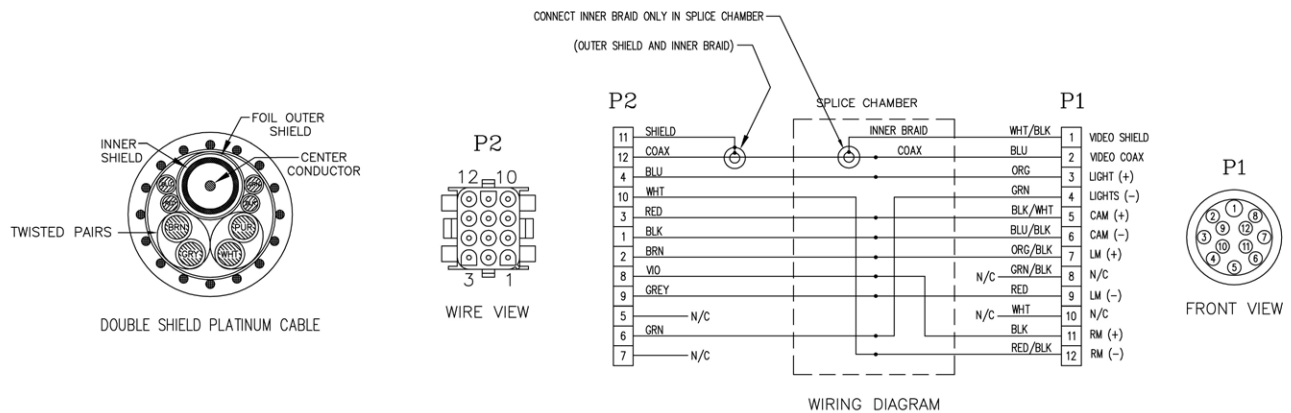 CONNECT INNER BRAID ONLY IN SPLICE CHAMBER
(OUTER SHIELD AND INNER BRAID)
FOIL OUTER
SHIELD
INNER
SHIELD
CENTER
CONDUCTOR
TWISTED PAIRS
BRN
PUR
GRY
WHT
DOUBLE SHIELD PLATINUM CABLE
P2
12 10
3 1
WIRE VIEW
P2
SPLICE CHAMBER
P1
11 SHIELD INNER BRAID WHT/BLK 1 VIDEO SHIELD
12 COAX COAX BLU 2 VIDEO COAX
4 BLU ORG 3 LIGHT (+)
10 WHT GRN 4 LIGHTS (-)
3 RED BLK/WHT 5 CAM (+)
1 BLK BLU/BLK 6 CAM (-)
2 BRN ORG/BLK 7 LM (+)
8 VIO N/C GRN/BLK 8 N/C
9 GREY RED 9 LM (-)
5 N/C N/C WHT 10 N/C
6 GRN BLK 11 RM (+)
7 N/C RED/BLK 12 RM (-)
WIRING DIAGRAM
P1
1
2 8
9 12
3 7
10 11
4 6
5
FRONT VIEW